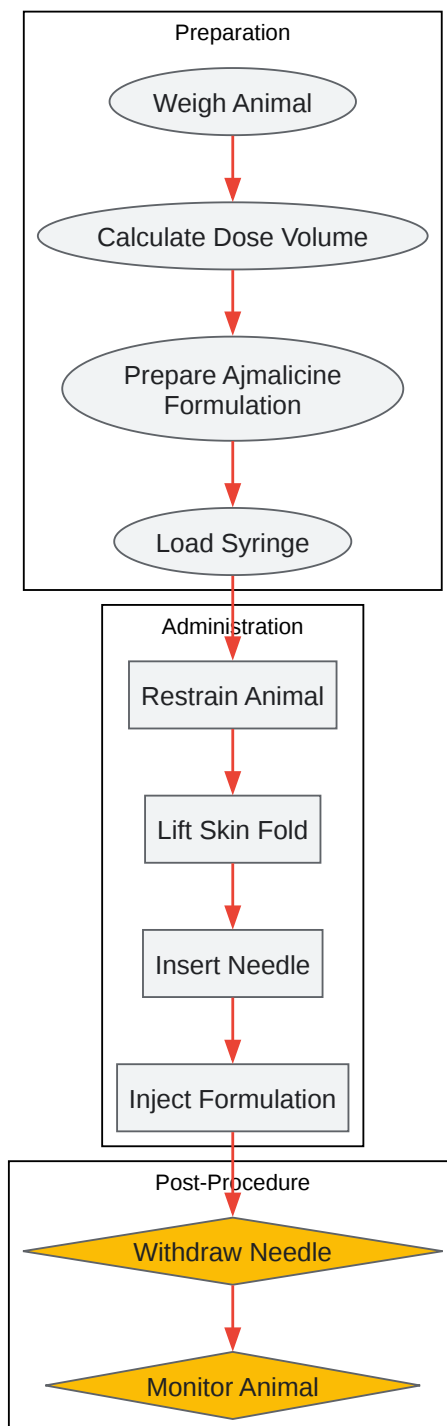 Preparation
Weigh Animal
Calculate Dose Volume
Prepare Ajmalicine
Formulation
Load Syringe
Administration
Restrain Animal
Lift Skin Fold
Insert Needle
Inject Formulation
Post-Procedure
Withdraw Needle
Monitor Animal